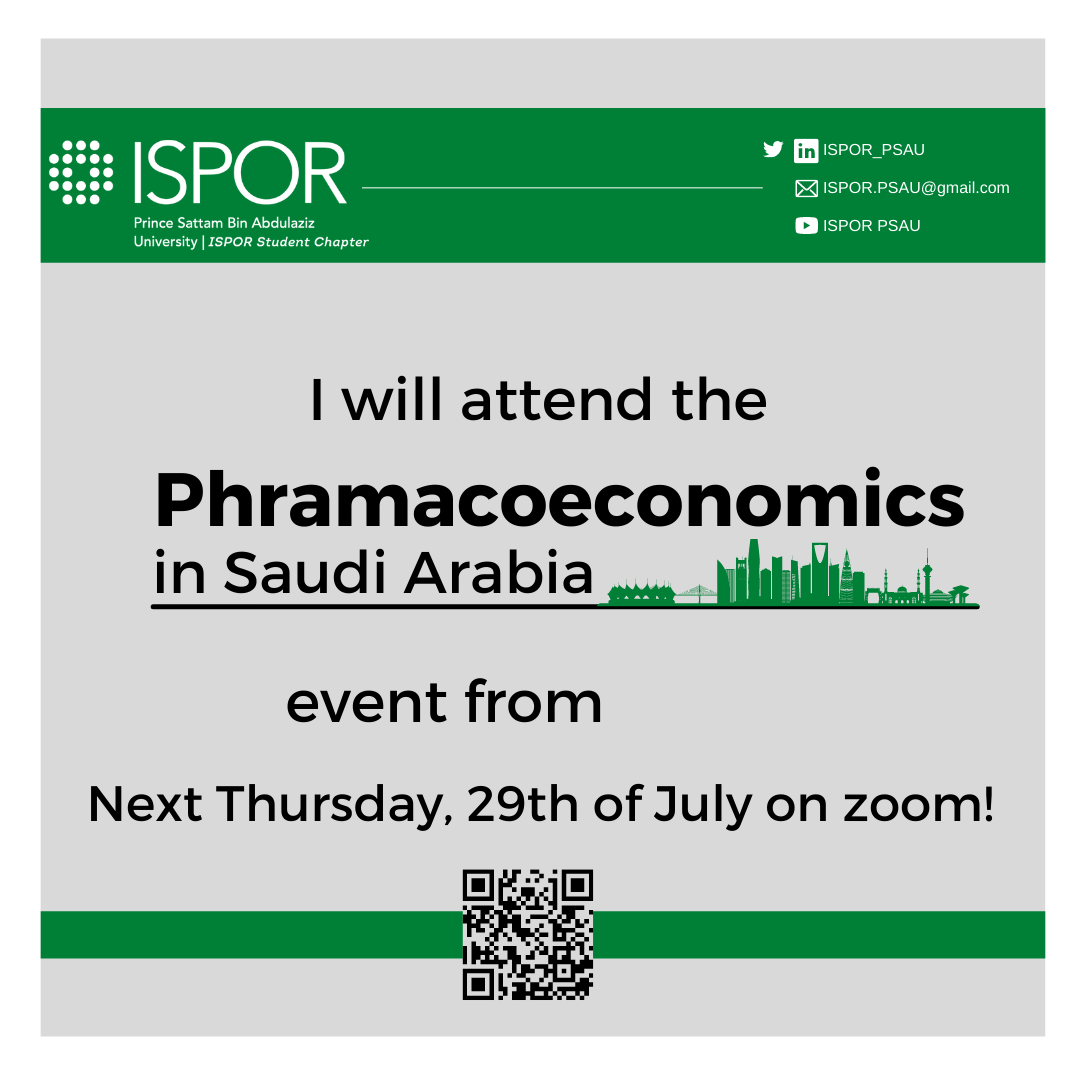 ISPOR
Prince Sattam Bin Abdulaziz
University | ISPOR Student Chapter
ISPOR_PSAU
ISPOR.PSAU@gmail.com
ISPOR PSAU
I will attend the
Phramacoeconomics
in Saudi Arabia
event from
Next Thursday, 29th of July on zoom!